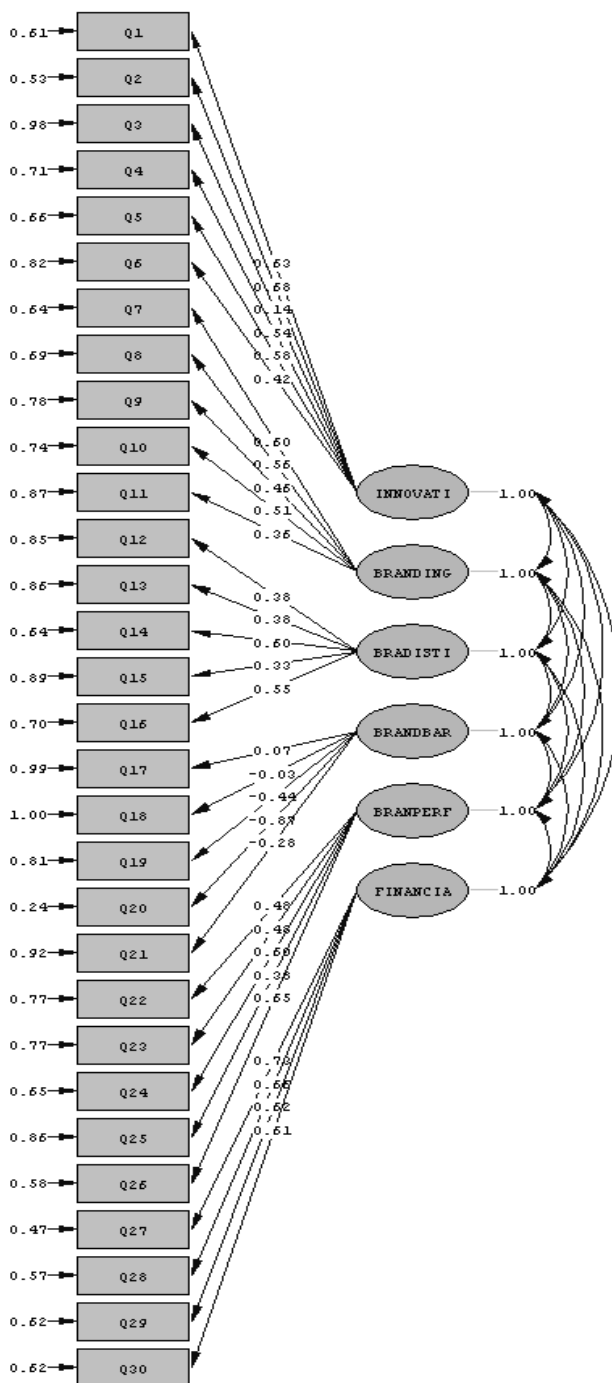 0.61 Q1
0.53 Q2
0.98 Q3
0.71 Q4
0.66 Q5
0.82 Q6
0.63
0.68
0.14
0.54
0.58
0.42
0.64 Q7
0.69 Q8
0.78 Q9
0.74 Q10
0.87 Q11
0.60
0.56
0.46
0.51
0.36
INNOVATI 1.00
0.85 Q12
0.86 Q13
0.64 Q14
0.89 Q15
0.70 Q16
0.38
0.38
0.60
0.33
0.55
BRANDING 1.00
BRADISTI 1.00
0.99 Q17
1.00 Q18
0.81 Q19
0.24 Q20
0.92 Q21
0.07
-0.03
-0.44
-0.87
-0.28
BRANDBAR 1.00
BRANPERF 1.00
FINANCIA 1.00
0.77 Q22
0.77 Q23
0.65 Q24
0.86 Q25
0.58 Q26
0.48
0.48
0.60
0.38
0.65
0.47 Q27
0.57 Q28
0.62 Q29
0.62 Q30
0.73
0.66
0.62
0.61